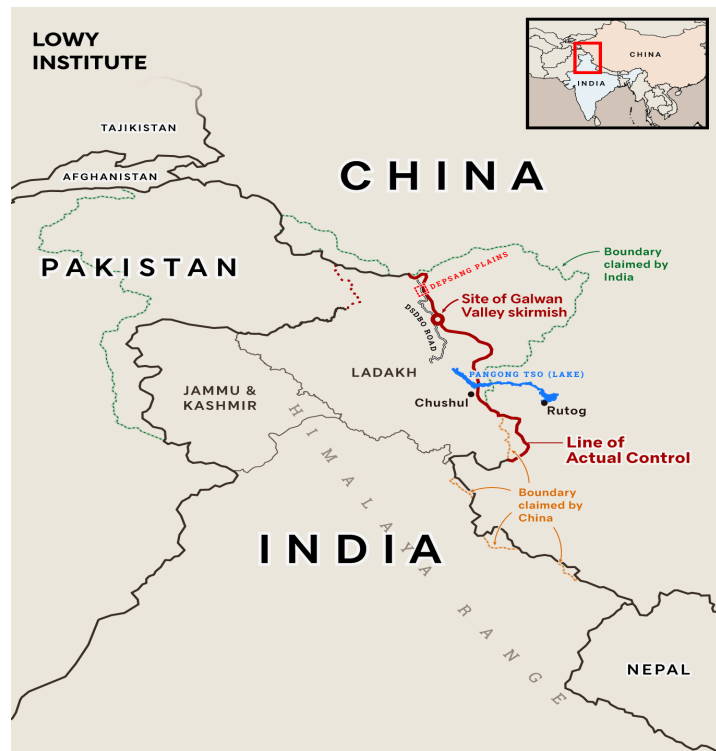 LOWY
INSTITUTE
CHINA
INDIA
TAJIKISTAN
AFGHANISTAN
CHINA
PAKISTAN
Boundary
claimed by
India
DEPSANG PLAINS
Site of Galwan
Valley skirmish
DSDBO ROAD
LADAKH
PANGONG TSO (LAKE)
JAMMU &
KASHMIR
Chushul
Rutog
HIMALAYA RANGE
Line of
Actual Control
Boundary
claimed by
China
INDIA
NEPAL